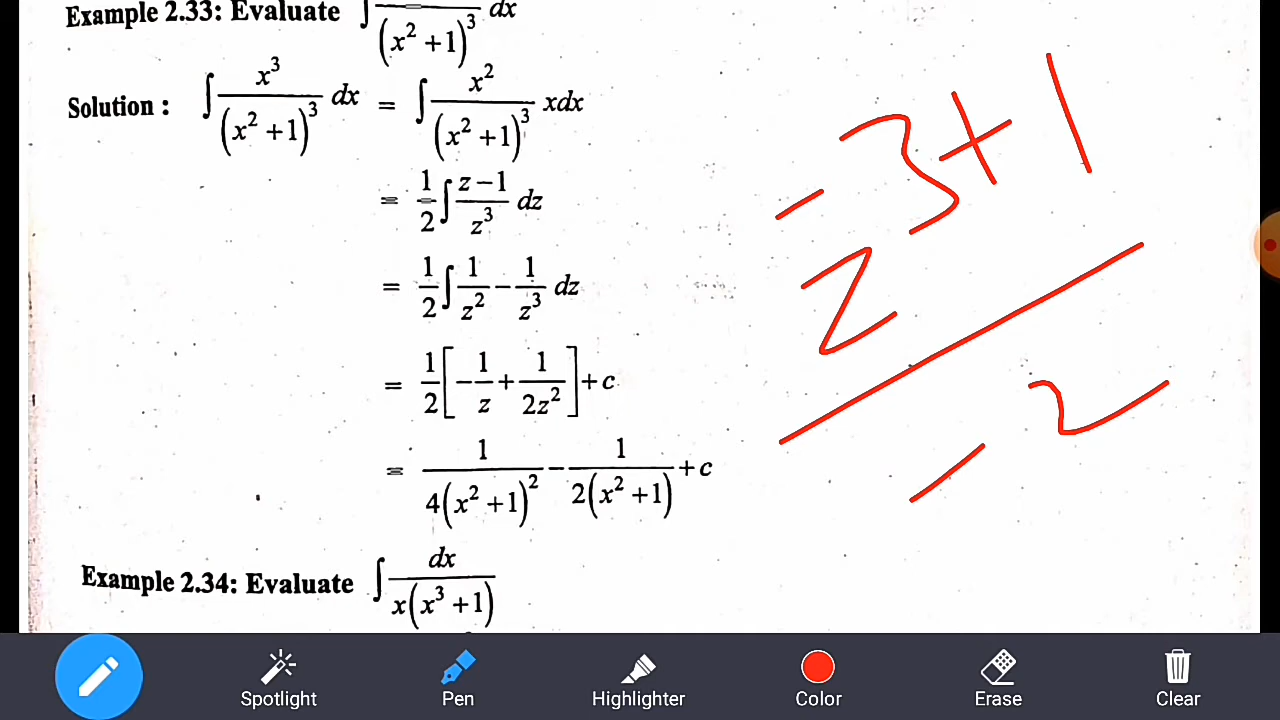 Example 2.33: Evaluate ∫ ─ / (x² + 1)³ dx
Solution : ∫ x³ / (x² + 1)³ dx = ∫ x² / (x² + 1)³ xdx
= 1/2 ∫ z − 1 / z³ dz
= 1/2 ∫ 1/z² − 1/z³ dz
= 1/2 [ − 1/z + 1/2z² ] + c
= 1 / 4(x² + 1)² − 1 / 2(x² + 1) + c
Example 2.34: Evaluate ∫ dx / x(x³ + 1)
-3+1
z
-2
Spotlight Pen Highlighter Color Erase Clear